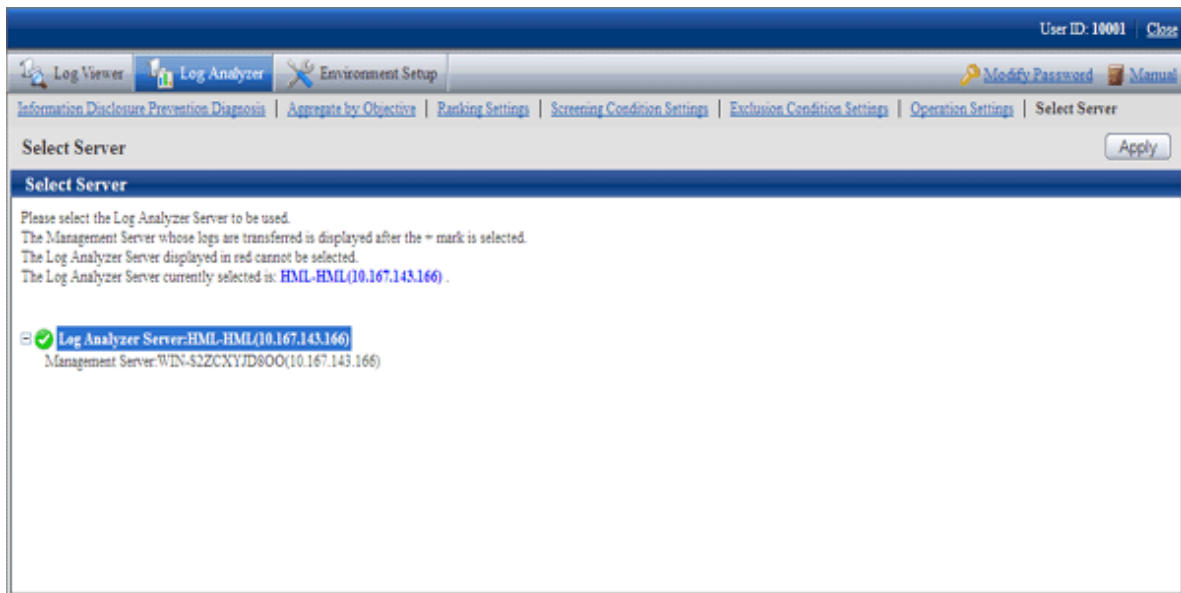 User ID: 10001 | Close
Log Viewer Log Analyzer Environment Setup Modify Password Manual
Information Disclosure Prevention Diagnosis | Aggregate by Objective | Ranking Settings | Screening Condition Settings | Exclusion Condition Settings | Operation Settings | Select Server
Select Server Apply
Select Server
Please select the Log Analyzer Server to be used.
The Management Server whose logs are transferred is displayed after the + mark is selected.
The Log Analyzer Server displayed in red cannot be selected.
The Log Analyzer Server currently selected is: HML-HML(10.167.143.166) .
Log Analyzer Server:HML-HML(10.167.143.166)
Management Server:WIN-S2ZCXYJD8OO(10.167.143.166)